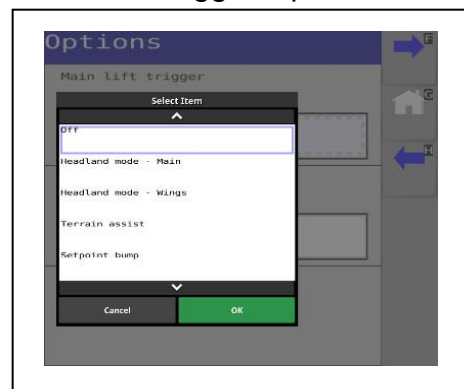 Options
Main lift trigger
Select Item
Off
Headland mode - Main
Headland mode - Wings
Terrain assist
Setpoint bump
Cancel
OK
F
G
H